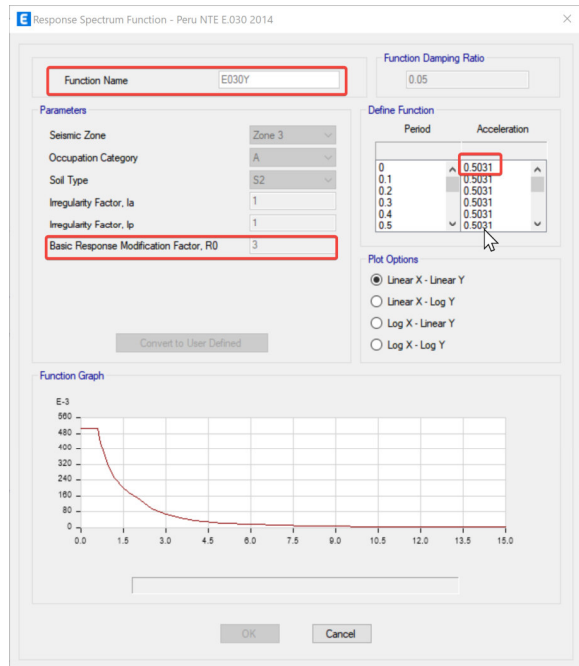 E Response Spectrum Function - Peru NTE E.030 2014
Function Name E030Y
Function Damping Ratio
0.05
Parameters
Seismic Zone Zone 3
Occupation Category A
Soil Type S2
Irregularity Factor, Ia 1
Irregularity Factor, Ip 1
Basic Response Modification Factor, R0 3
Convert to User Defined
Define Function
Period Acceleration
0 0.5031
0.1 0.5031
0.2 0.5031
0.3 0.5031
0.4 0.5031
0.5 0.5031
Plot Options
Linear X - Linear Y
Linear X - Log Y
Log X - Linear Y
Log X - Log Y
Function Graph
E-3
560
480
400
320
240
160
80
0
0.0 1.5 3.0 4.5 6.0 7.5 9.0 10.5 12.0 13.5 15.0
OK Cancel